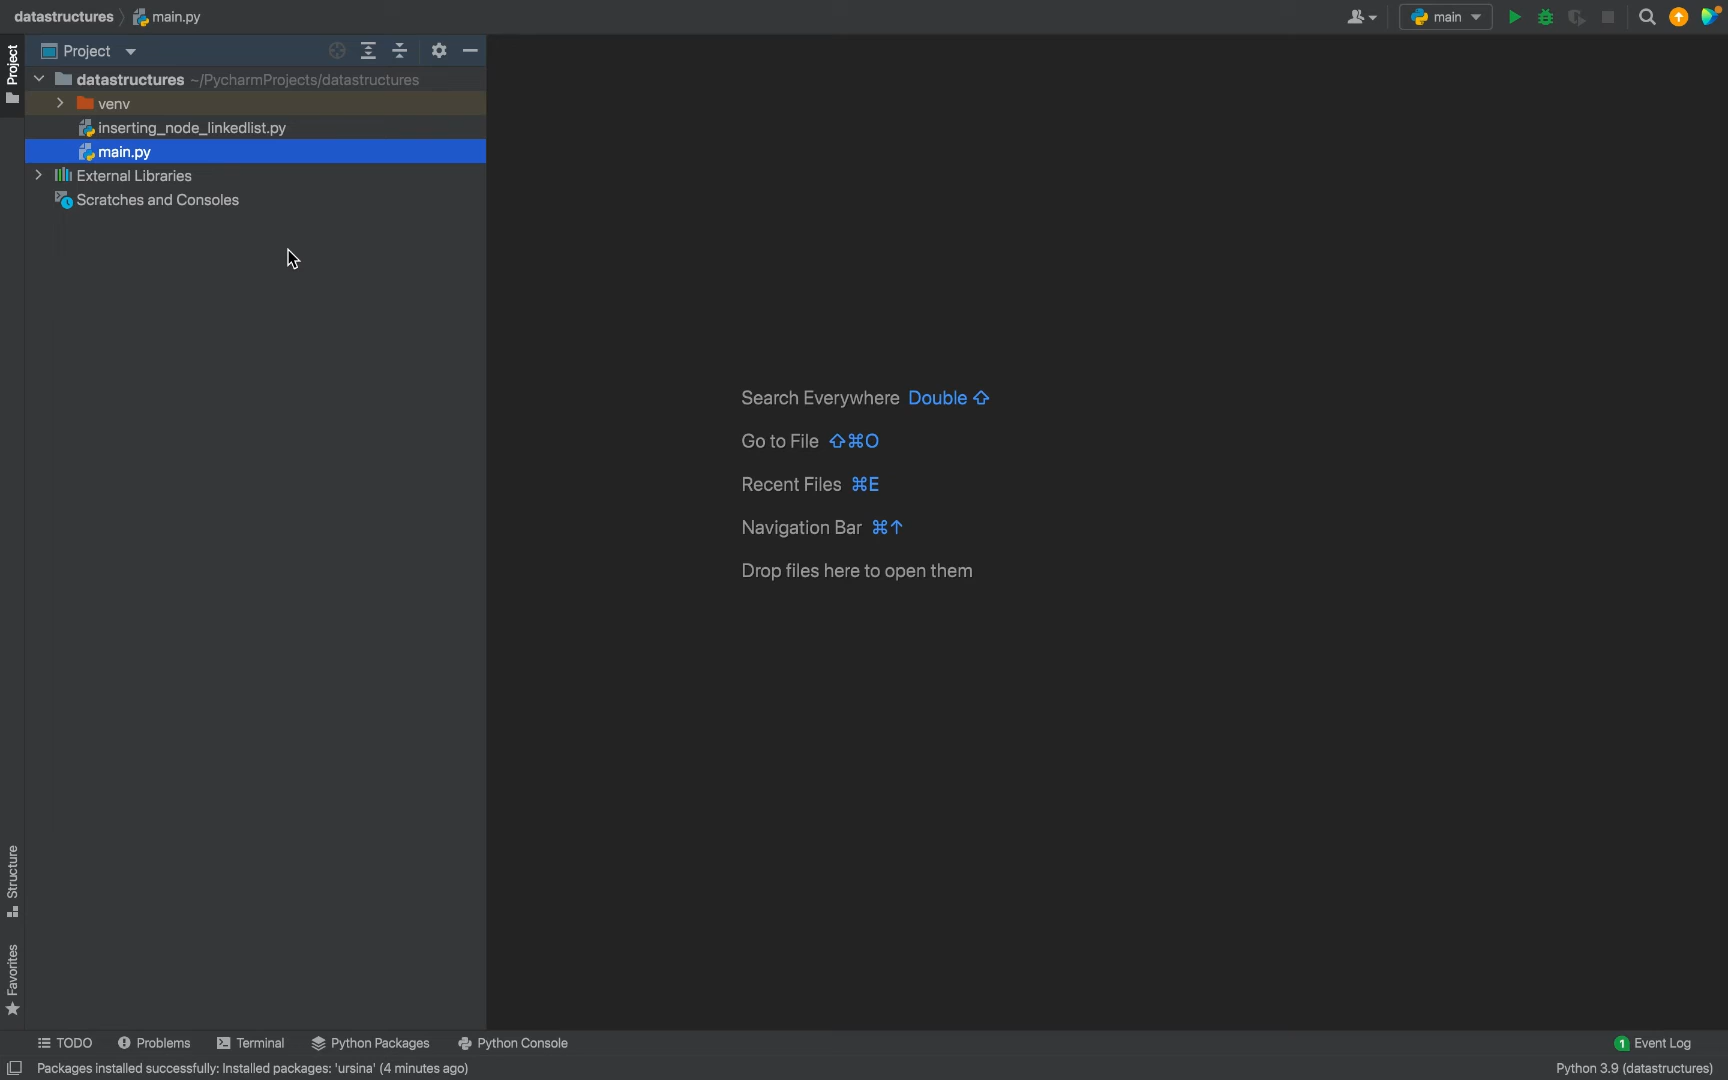 datastructures main.py
main
Project
Project
datastructures ~/PycharmProjects/datastructures
venv
inserting_node_linkedlist.py
main.py
External Libraries
Scratches and Consoles
Search Everywhere Double ⇧
Go to File ⇧⌘O
Recent Files ⌘E
Navigation Bar ⌘↑
Drop files here to open them
Structure
Favorites
TODO Problems Terminal Python Packages Python Console 1 Event Log
Packages installed successfully: Installed packages: 'ursina' (4 minutes ago) Python 3.9 (datastructures)